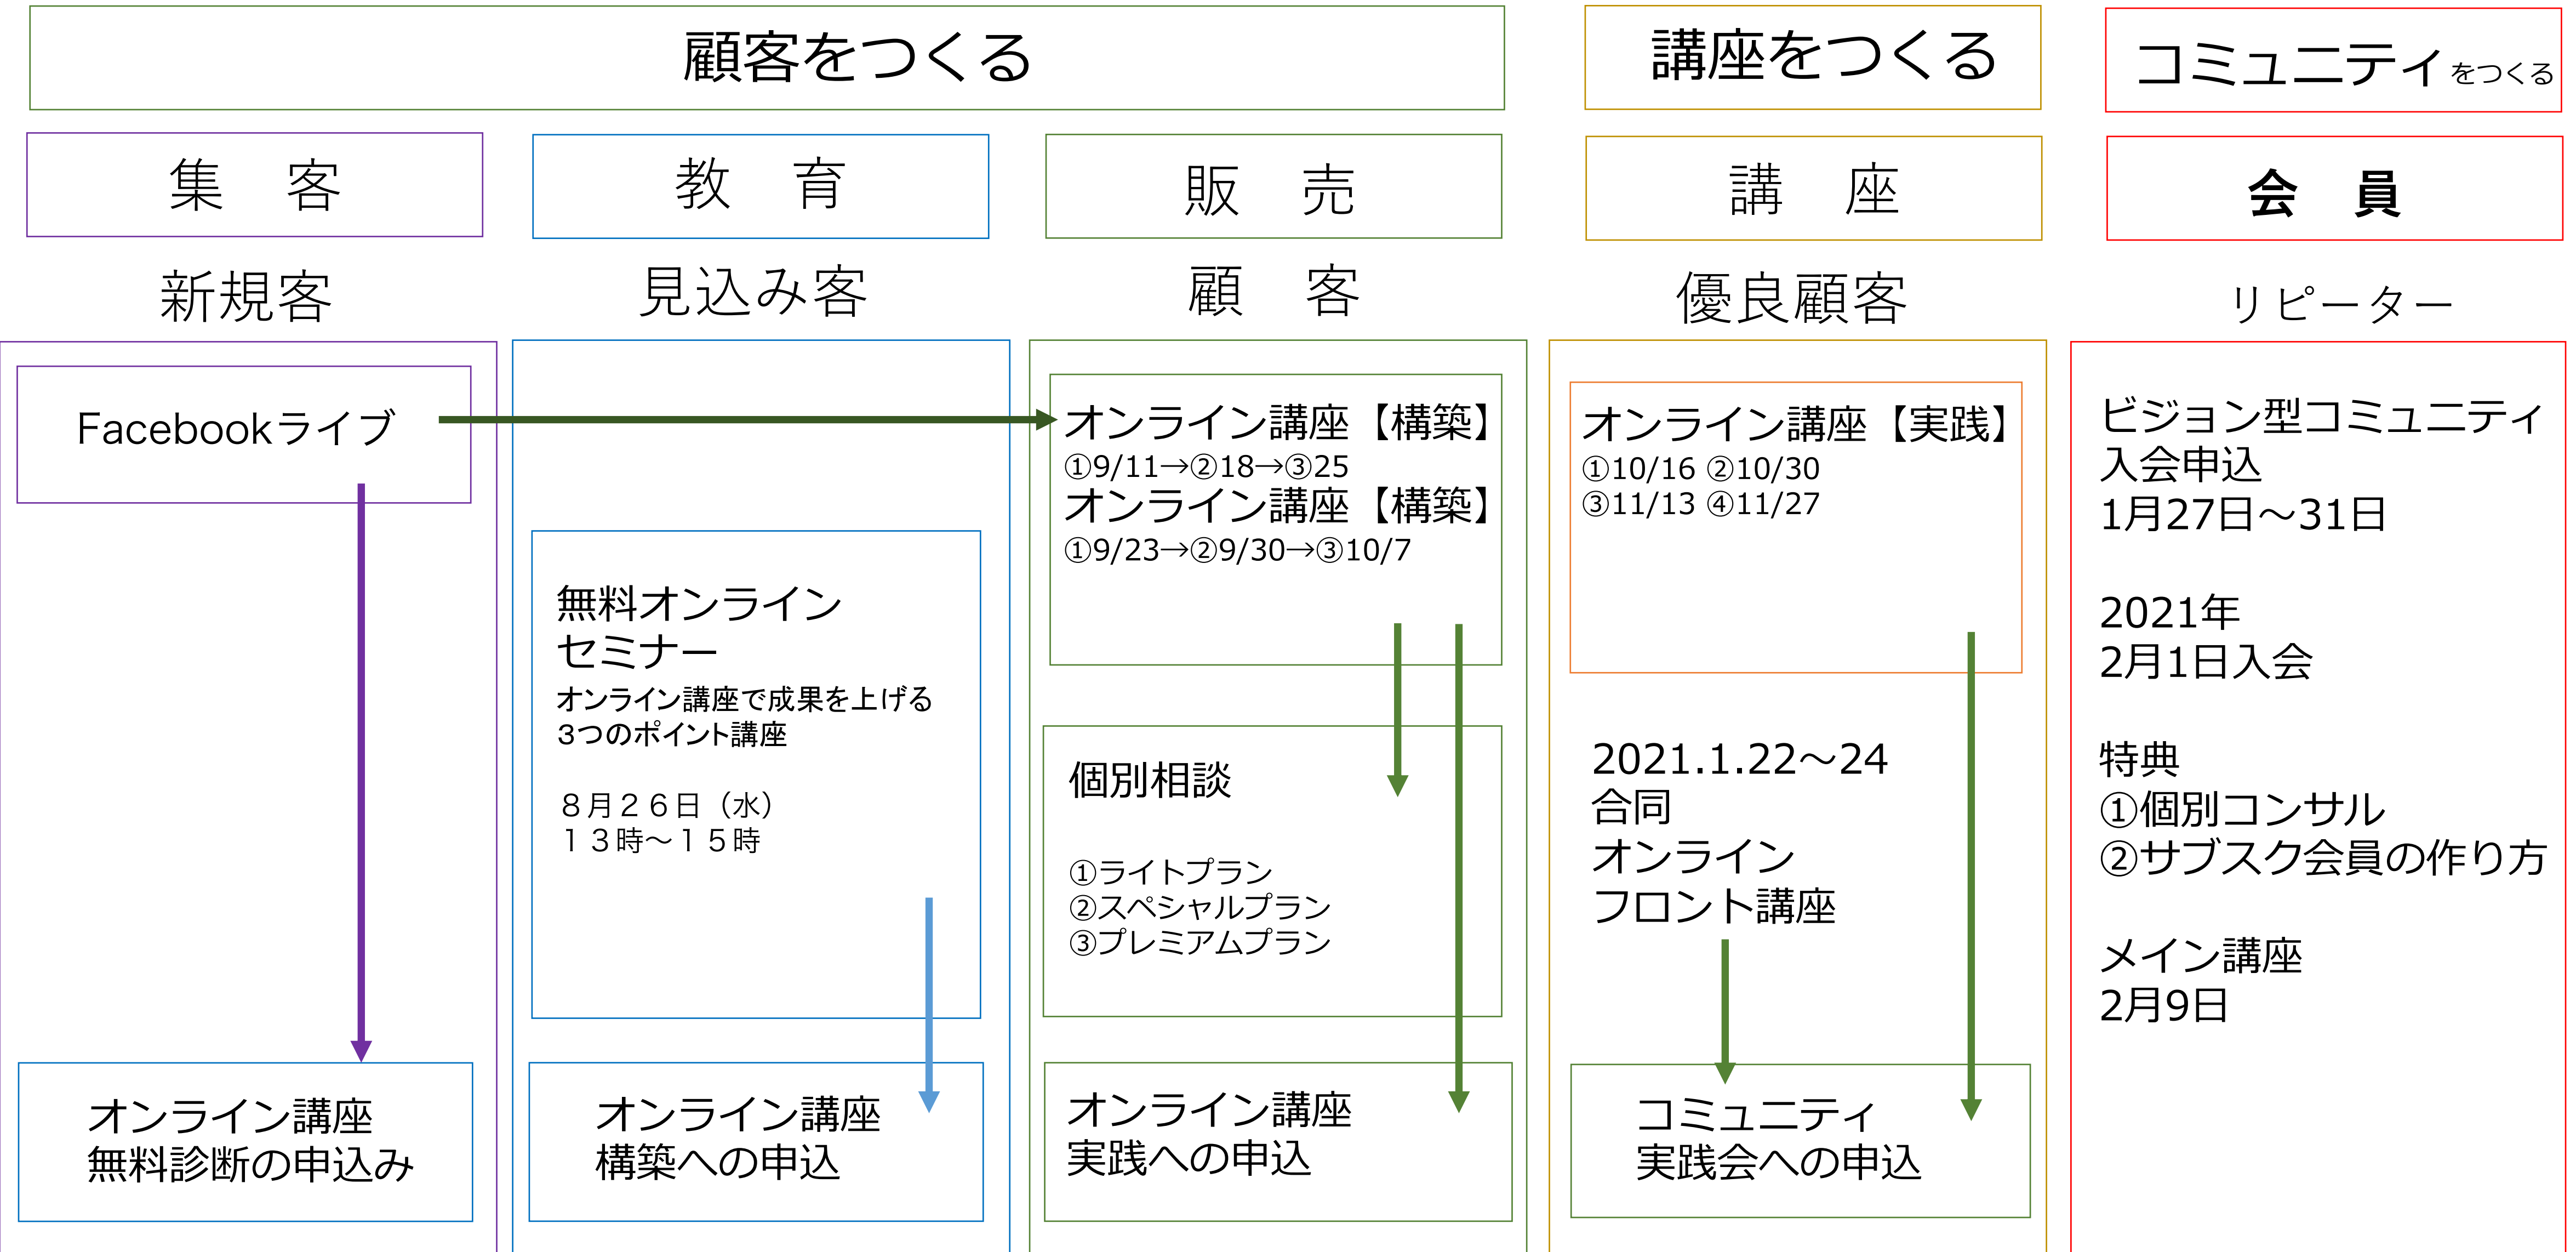 顧客をつくる
講座をつくる
コミュニティをつくる
集　客
教　育
販　売
講　座
会　員
新規客
見込み客
顧　客
優良顧客
リピーター
Facebookライブ
オンライン講座
無料診断の申込み
無料オンライン
セミナー
オンライン講座で成果を上げる
３つのポイント講座
８月２６日（水）
１３時～１５時
オンライン講座
構築への申込
オンライン講座【構築】
①9/11→②18→③25
オンライン講座【構築】
①9/23→②9/30→③10/7
個別相談
①ライトプラン
②スペシャルプラン
③プレミアムプラン
オンライン講座
実践への申込
オンライン講座【実践】
①10/16 ②10/30
③11/13 ④11/27
2021.1.22～24
合同
オンライン
フロント講座
コミュニティ
実践会への申込
ビジョン型コミュニティ
入会申込
1月27日～31日
2021年
2月1日入会
特典
①個別コンサル
②サブスク会員の作り方
メイン講座
2月9日